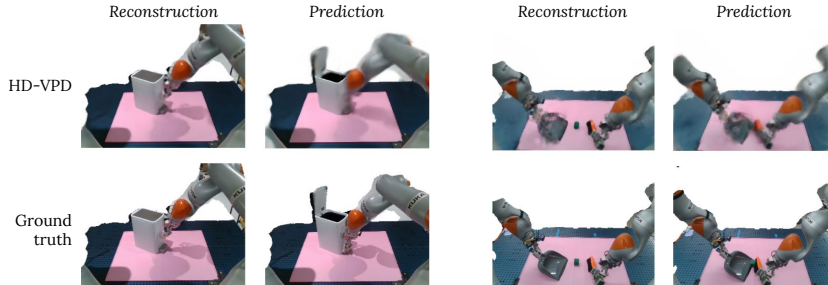 Reconstruction Prediction Reconstruction Prediction
HD-VPD
Ground
truth